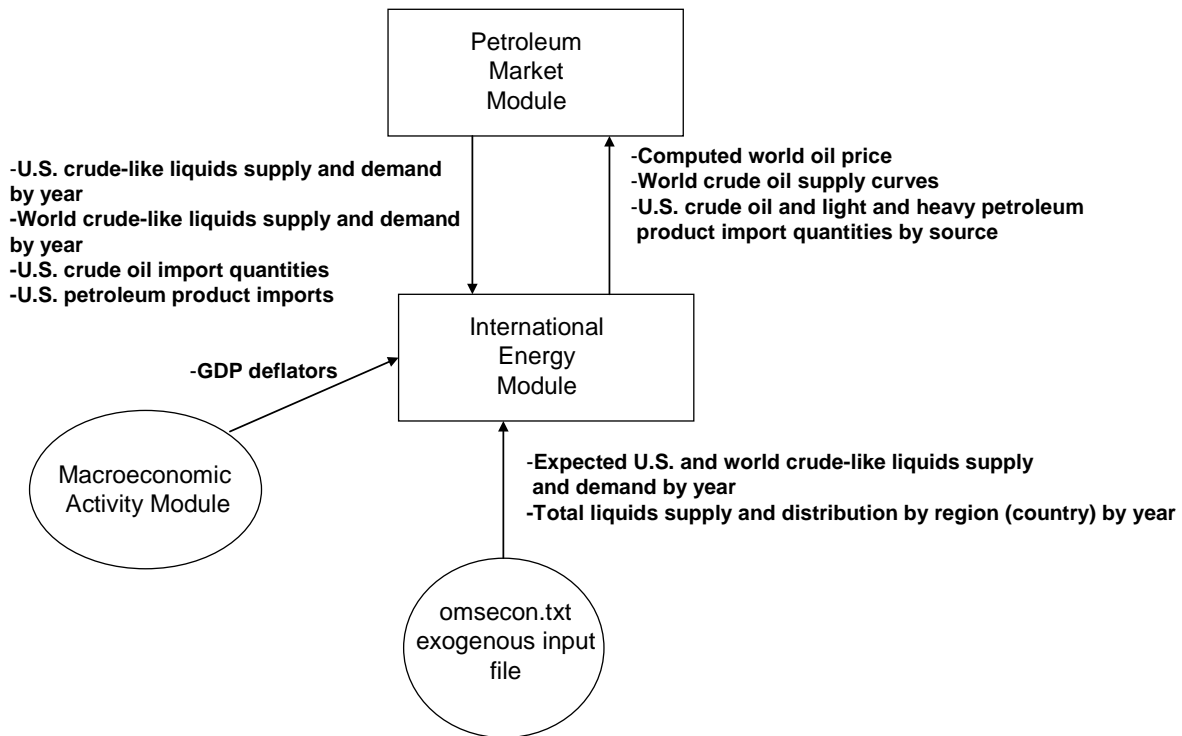 Petroleum
Market
Module
-U.S. crude-like liquids supply and demand
by year
-World crude-like liquids supply and demand
by year
-U.S. crude oil import quantities
-U.S. petroleum product imports
-Computed world oil price
-World crude oil supply curves
-U.S. crude oil and light and heavy petroleum
product import quantities by source
International
Energy
Module
-GDP deflators
Macroeconomic
Activity Module
-Expected U.S. and world crude-like liquids supply
and demand by year
-Total liquids supply and distribution by region (country) by year
omsecon.txt
exogenous input
file